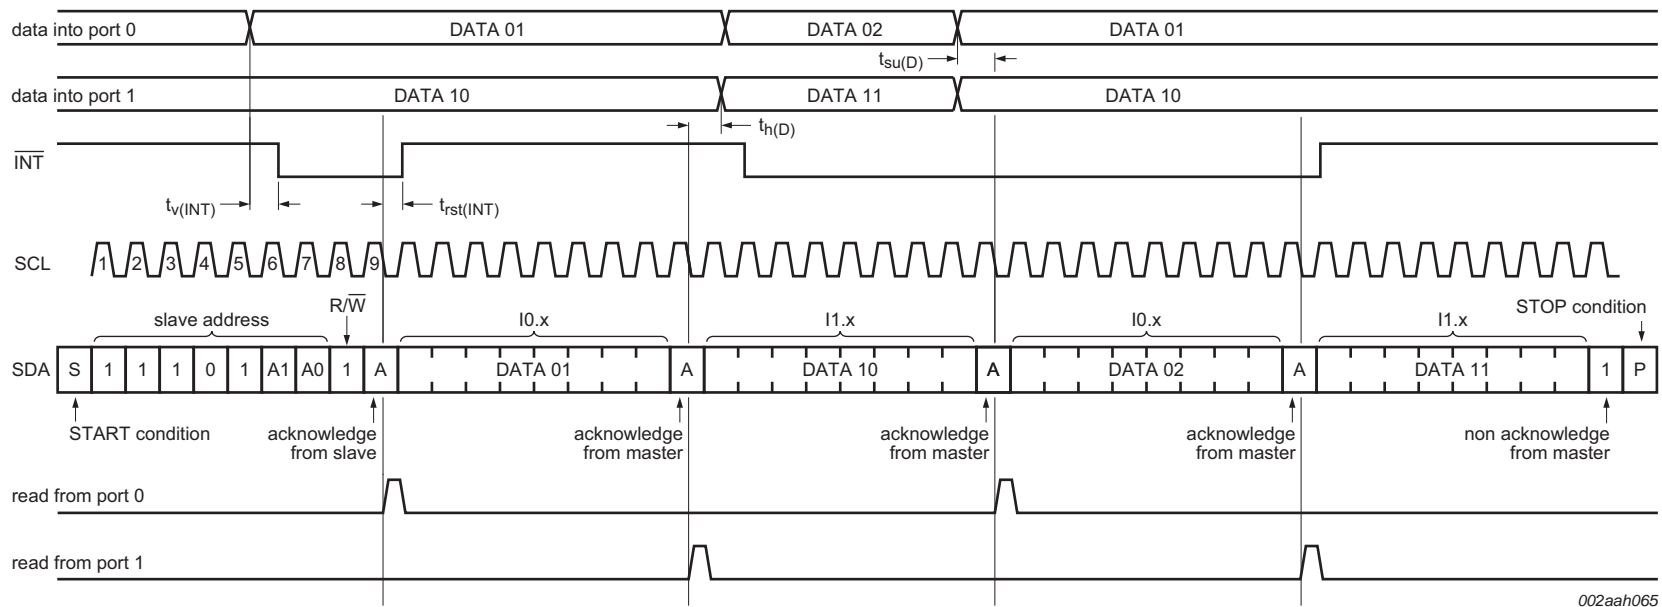 data into port 0 DATA 01 DATA 02 DATA 01
tsu(D)
data into port 1 DATA 10 DATA 11 DATA 10
th(D)
INT
tv(INT) trst(INT)
SCL 1 2 3 4 5 6 7 8 9
R/W STOP condition
slave address I0.x I1.x I0.x I1.x
SDA S 1 1 1 0 1 A1 A0 1 A DATA 01 A DATA 10 A DATA 02 A DATA 11 1 P
START condition acknowledge acknowledge acknowledge acknowledge non acknowledge
from slave from master from master from master from master
read from port 0
read from port 1
002aah065